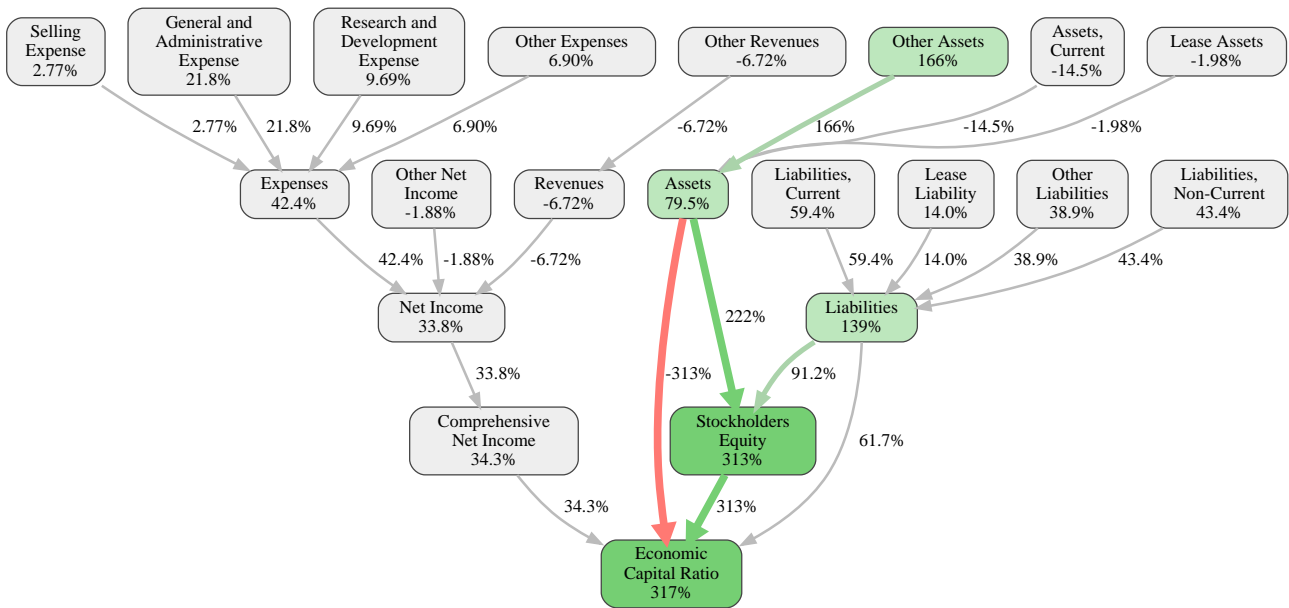 Selling
Expense
2.77%
General and
Administrative
Expense
21.8%
Research and
Development
Expense
9.69%
Other Expenses
6.90%
Other Revenues
-6.72%
Other Assets
166%
Assets,
Current
-14.5%
Lease Assets
-1.98%
2.77%
21.8%
9.69%
6.90%
-6.72%
166%
-14.5%
-1.98%
Expenses
42.4%
Other Net
Income
-1.88%
Revenues
-6.72%
Assets
79.5%
Liabilities,
Current
59.4%
Lease
Liability
14.0%
Other
Liabilities
38.9%
Liabilities,
Non-Current
43.4%
42.4%
-1.88%
-6.72%
59.4%
14.0%
38.9%
43.4%
Net Income
33.8%
222%
Liabilities
139%
33.8%
-313%
91.2%
Comprehensive
Net Income
34.3%
Stockholders
Equity
313%
61.7%
34.3%
313%
Economic
Capital Ratio
317%